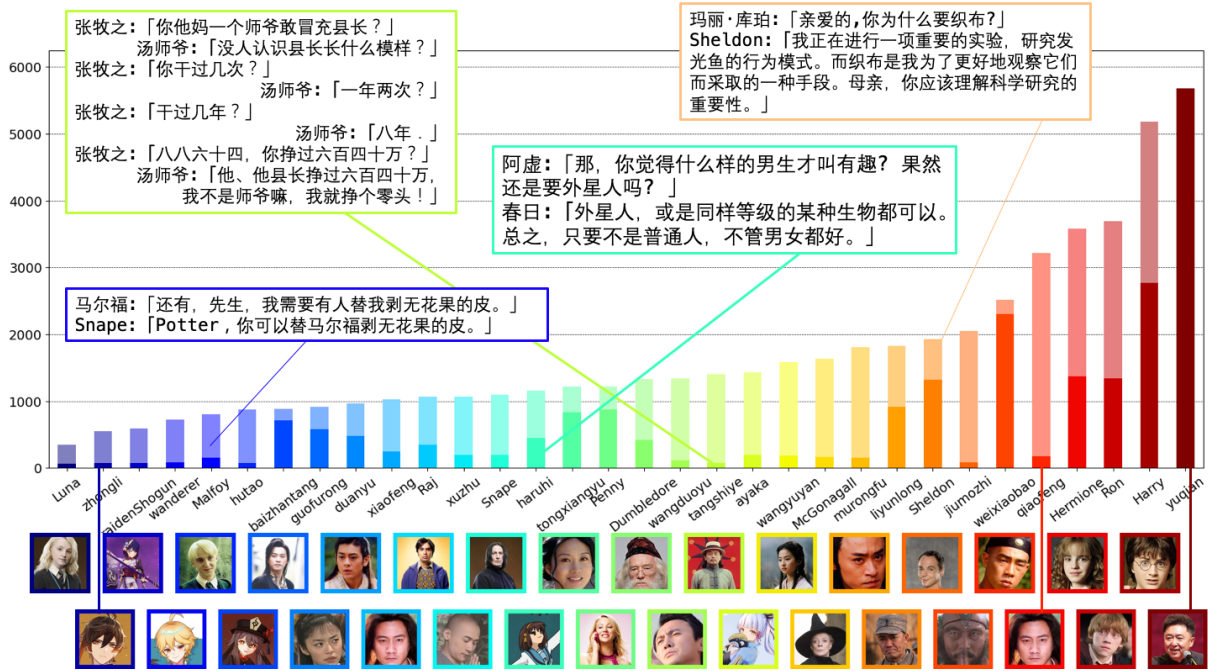 张牧之:「你他妈一个师爷敢冒充县长?」
汤师爷:「没人认识县长长什么模样?」
张牧之:「你干过几次?」
汤师爷:「一年两次?」
张牧之:「干过几年?」
汤师爷:「八年.」
张牧之:「八八六十四, 你挣过六百四十万?」
汤师爷:「他、他县长挣过六百四十万,
我不是师爷嘛, 我就挣个零头!」
玛丽·库珀:「亲爱的,你为什么要织布?」
Sheldon:「我正在进行一项重要的实验, 研究发
光鱼的行为模式。而织布是我为了更好地观察它们
而采取的一种手段。母亲, 你应该理解科学研究的
重要性。」
阿虚:「那, 你觉得什么样的男生才叫有趣? 果然
还是要外星人吗? 」
春日:「外星人, 或是同样等级的某种生物都可以。
总之, 只要不是普通人, 不管男女都好。」
马尔福:「还有, 先生, 我需要有人替我剥无花果的皮。」
Snape:「Potter,你可以替马尔福剥无花果的皮。」
6000
5000
4000
3000
2000
1000
0
Luna
zhongli
raidenShogun
wanderer
Malfoy
hutao
baizhantang
guofurong
duanyu
xiaofeng
Raj
xuzhu
Snape
haruhi
tongxiangyu
Penny
Dumbledore
wangduoyu
tangshiye
ayaka
wangyuyan
McGonagall
murongfu
liyunlong
Sheldon
jiumozhi
weixiaobao
qiaofeng
Hermione
Ron
Harry
yuqian